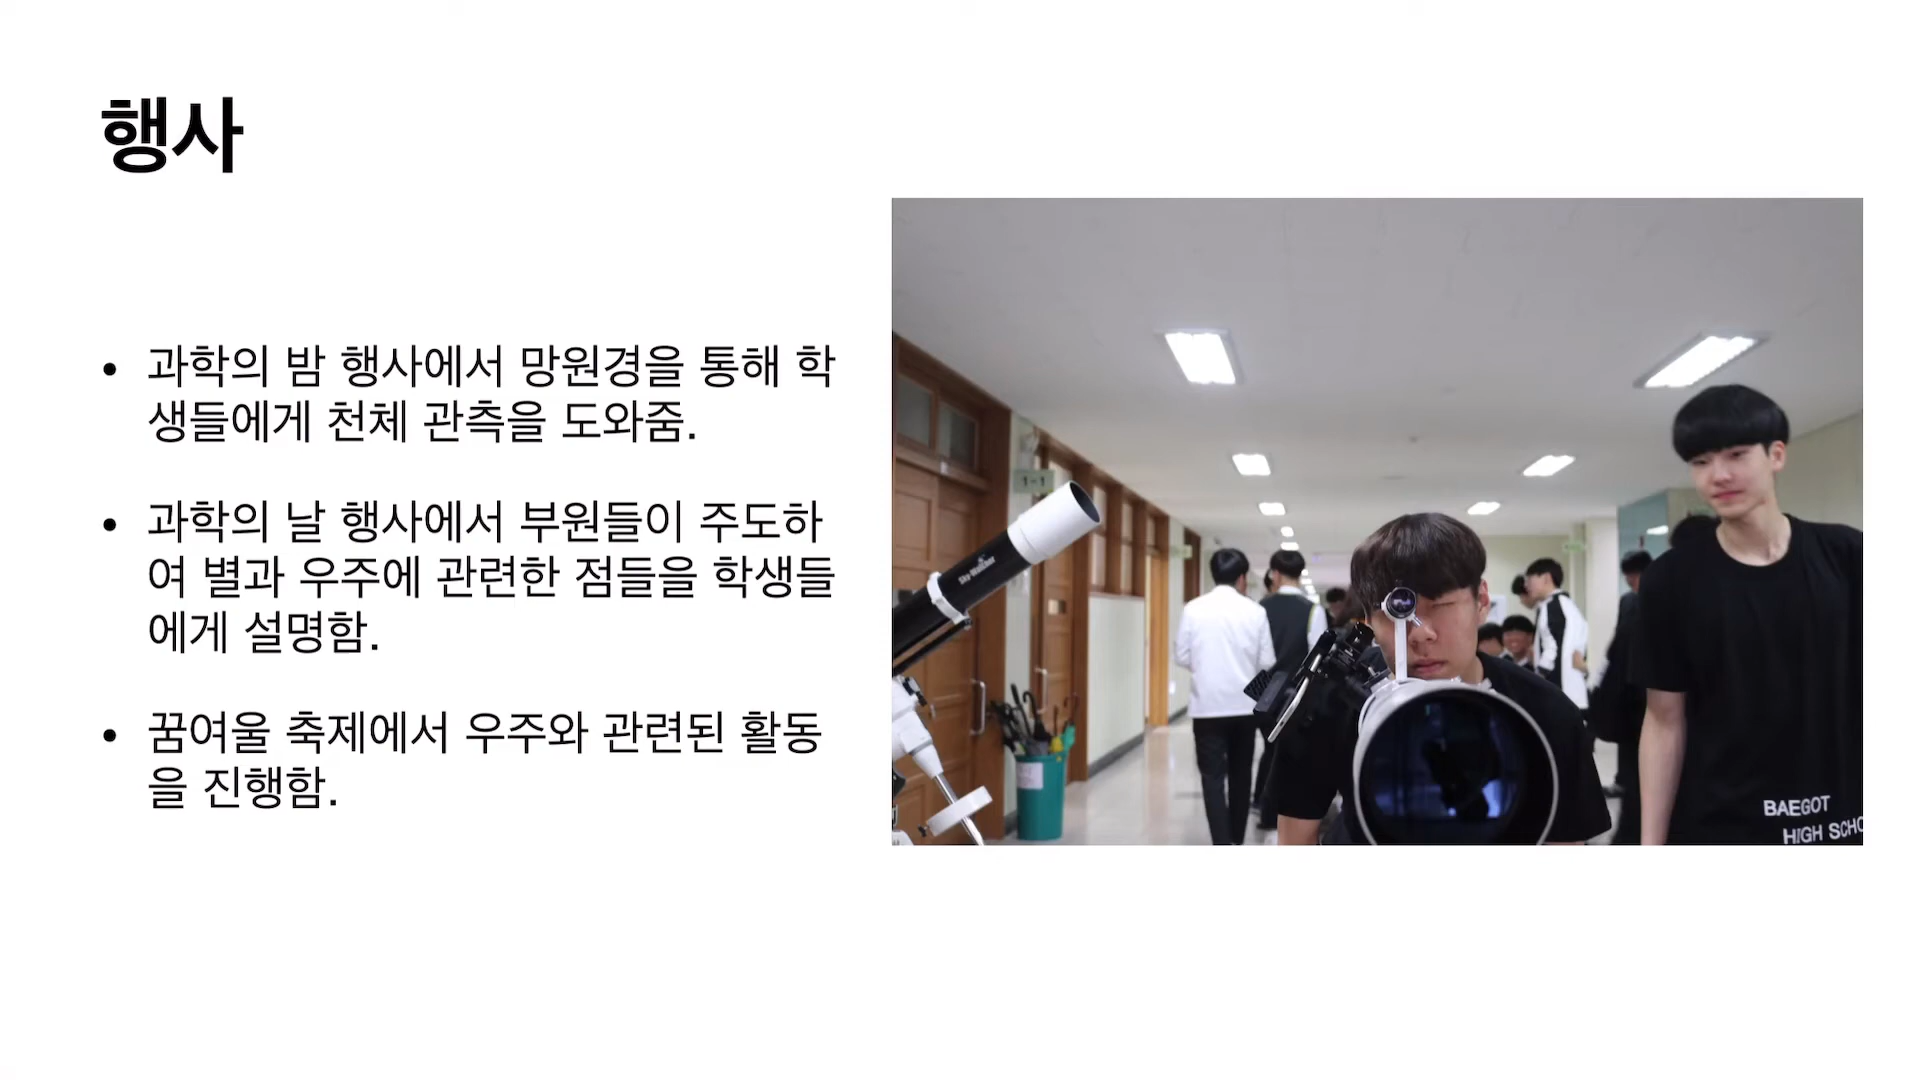 행사
• 과학의 밤 행사에서 망원경을 통해 학
생들에게 천체 관측을 도와줌.
• 과학의 날 행사에서 부원들이 주도하
여 별과 우주에 관련한 점들을 학생들
에게 설명함.
• 꿈여울 축제에서 우주와 관련된 활동
을 진행함.
1-1
Sky-Watcher
BAEGOT
HIGH SCHO